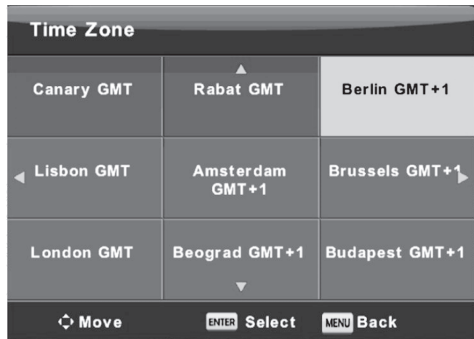 Time Zone
Canary GMT
Rabat GMT
Berlin GMT+1
Lisbon GMT
Amsterdam
GMT+1
Brussels GMT+1
London GMT
Beograd GMT+1
Budapest GMT+1
Move
ENTER Select
MENU Back